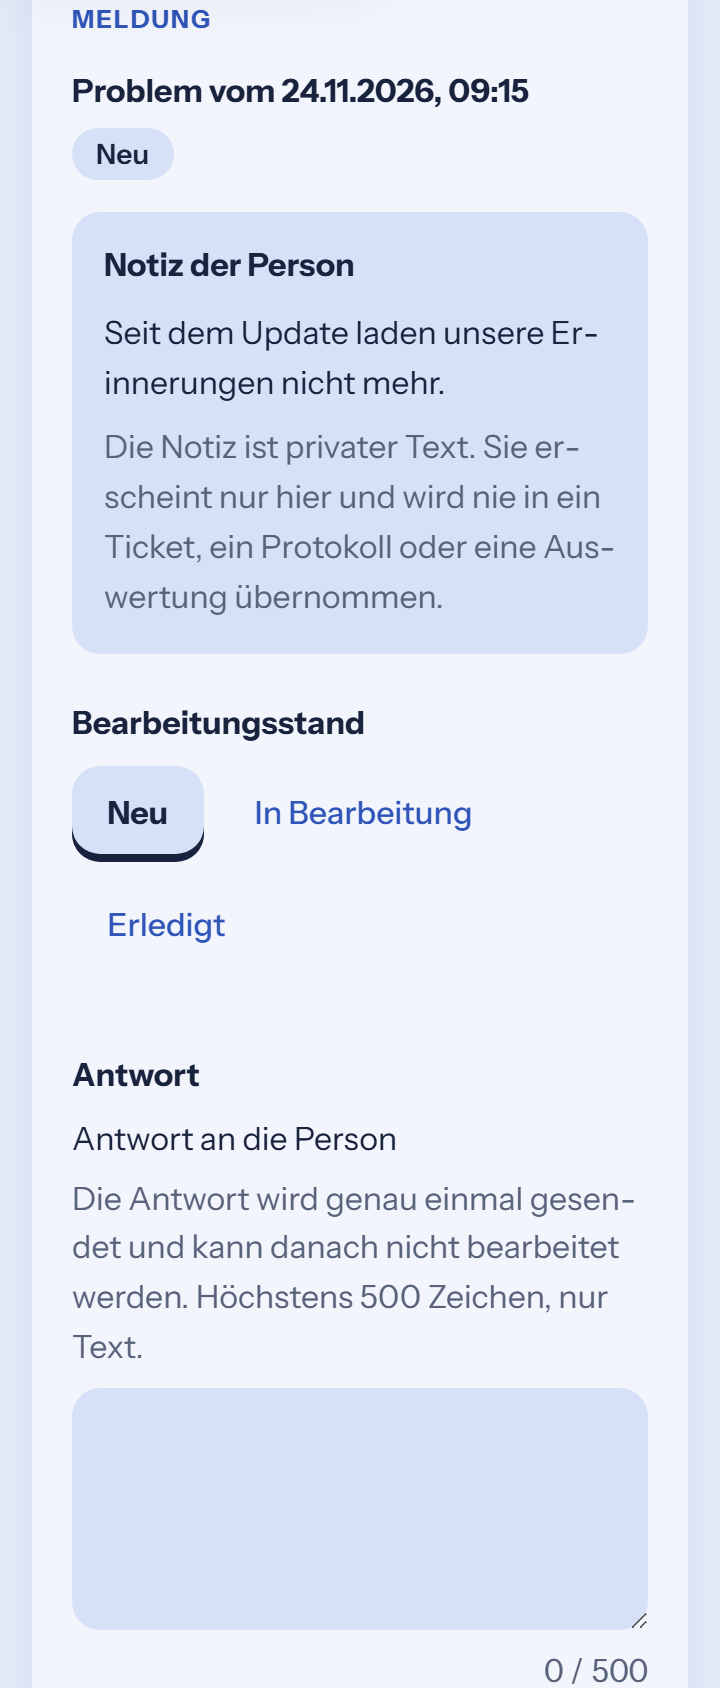 MELDUNG
Problem vom 24.11.2026, 09:15
Neu
Notiz der Person
Seit dem Update laden unsere Er-
innerungen nicht mehr.
Die Notiz ist privater Text. Sie er-
scheint nur hier und wird nie in ein
Ticket, ein Protokoll oder eine Aus-
wertung übernommen.
Bearbeitungsstand
Neu
In Bearbeitung
Erledigt
Antwort
Antwort an die Person
Die Antwort wird genau einmal gesen-
det und kann danach nicht bearbeitet
werden. Höchstens 500 Zeichen, nur
Text.
0 / 500